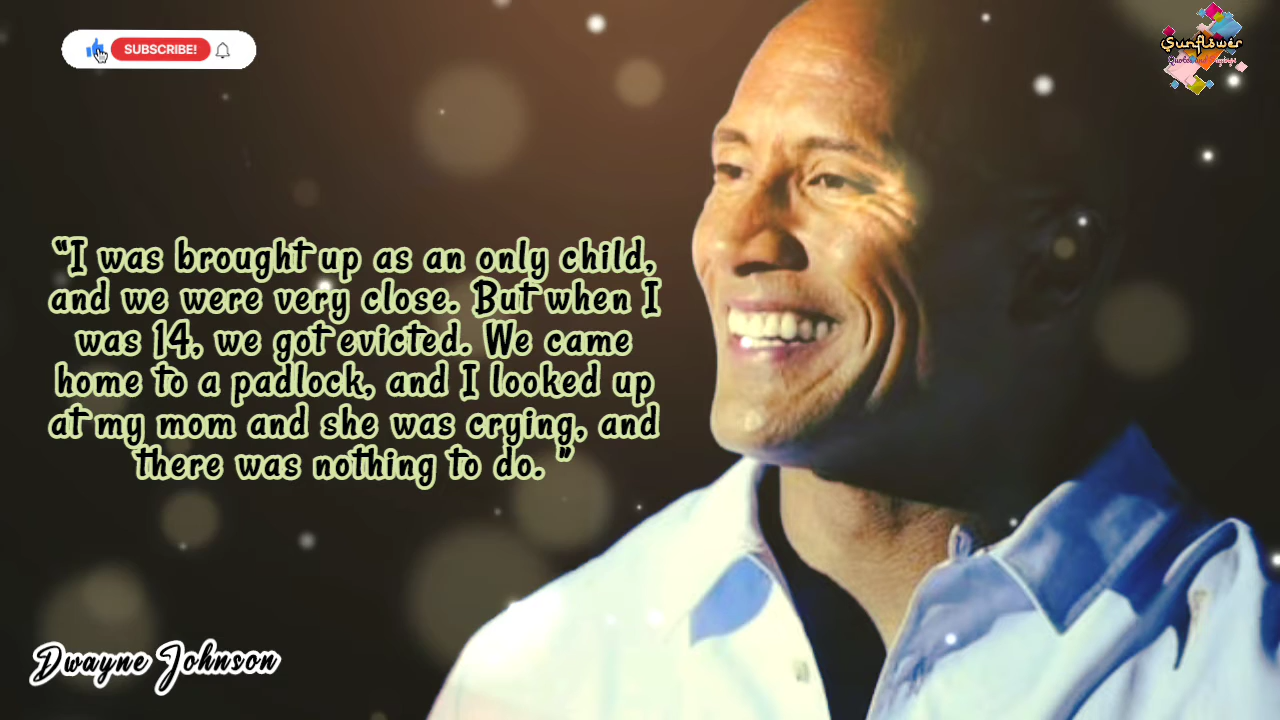 SUBSCRIBE!
Sunflower
“I was brought up as an only child,
and we were very close. But when I
was 14, we got evicted. We came
home to a padlock, and I looked up
at my mom and she was crying, and
there was nothing to do. ”
Dwayne Johnson